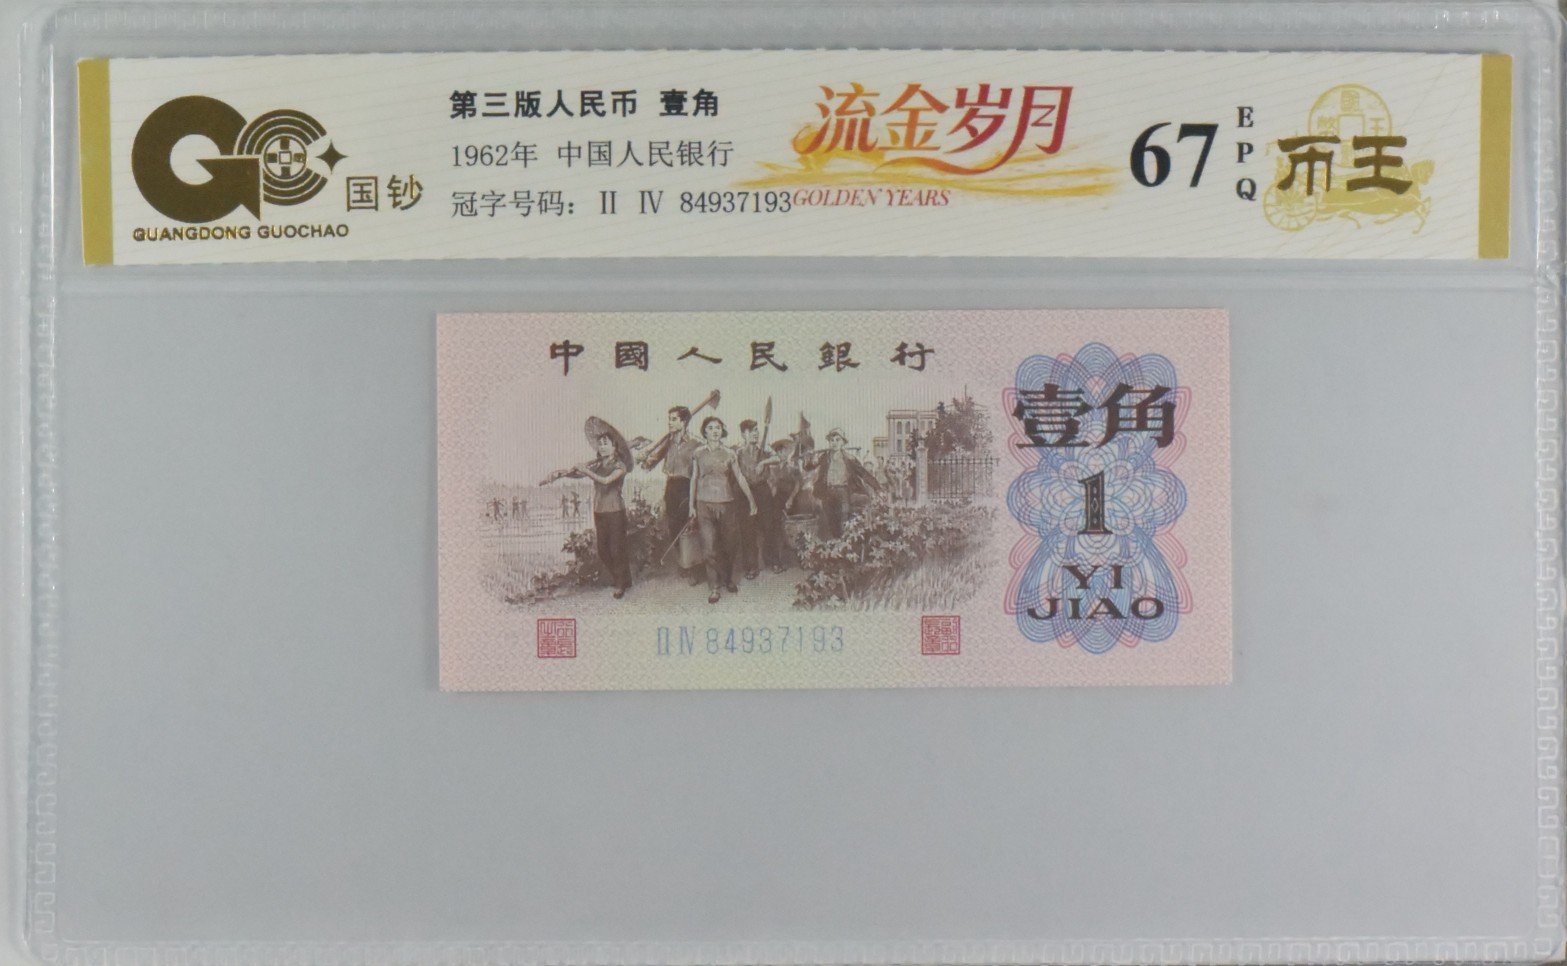 国钞
GUANGDONG GUOCHAO
第三版人民币 壹角
1962年 中国人民银行
冠字号码： II IV 84937193
流金岁月
GOLDEN YEARS
67
EPQ
币王
中國人民銀行
壹角
1
YI
JIAO
II IV 84937193